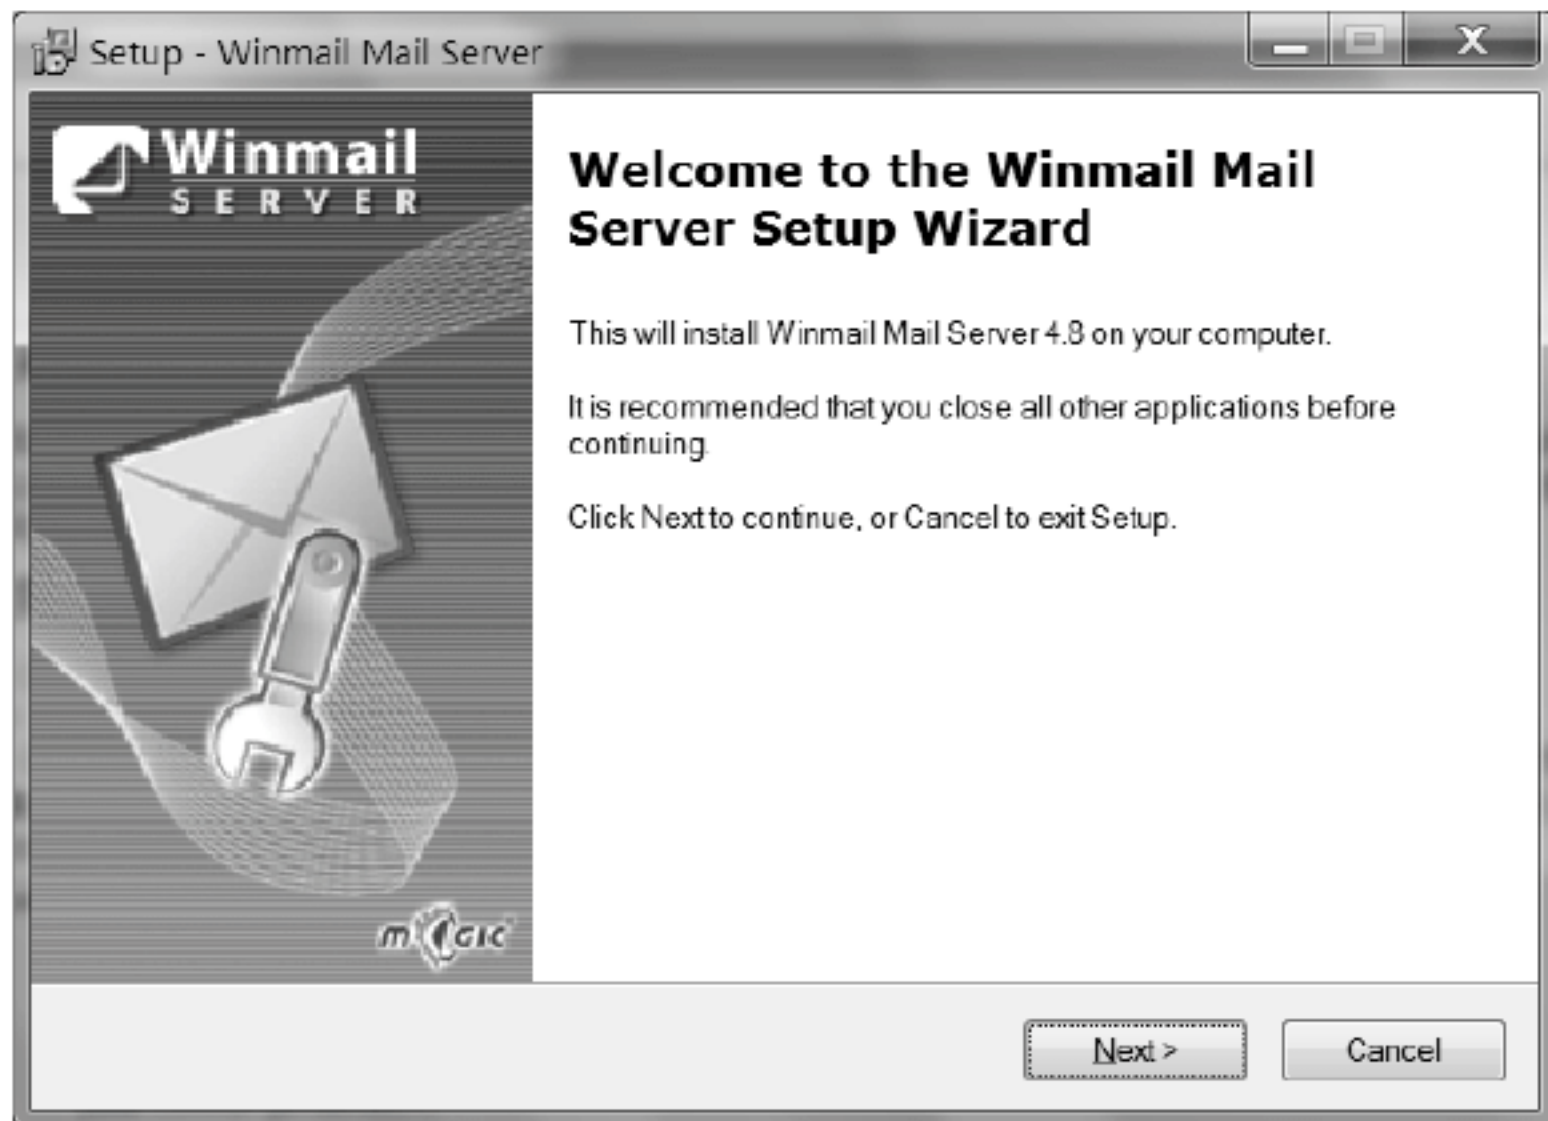 Setup - Winmail Mail Server
Winmail
SERVER
Welcome to the Winmail Mail
Server Setup Wizard
This will install Winmail Mail Server 4.8 on your computer.
It is recommended that you close all other applications before
continuing.
Click Next to continue, or Cancel to exit Setup.
magic
Next >
Cancel